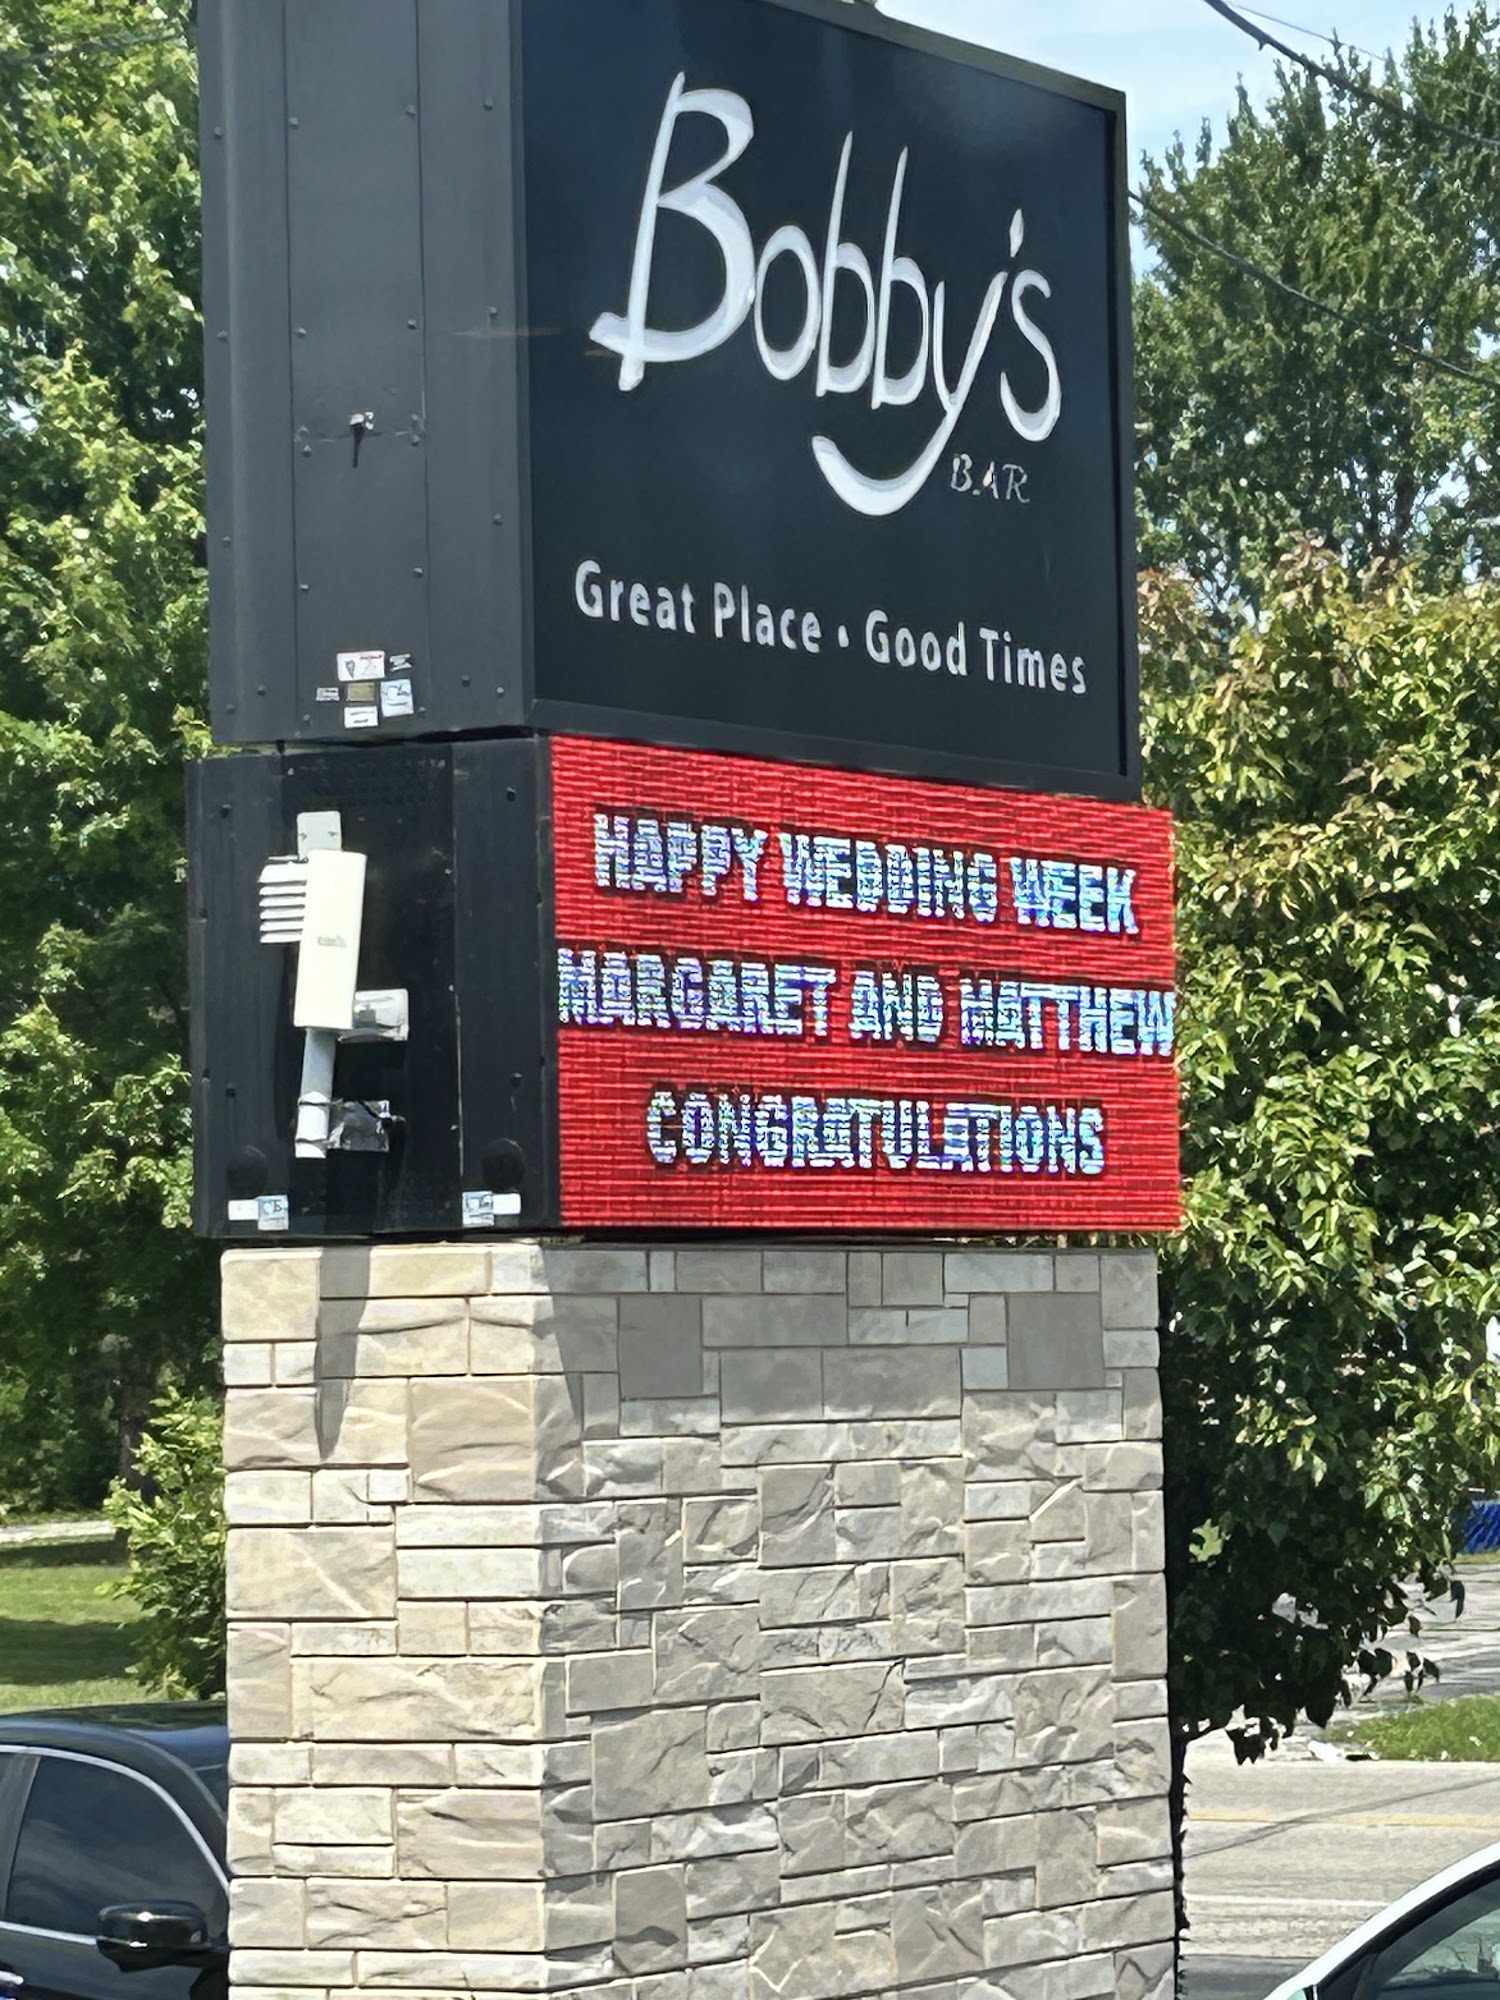 Bobby's
BAR
Great Place • Good Times
HAPPY WEDDING WEEK
MARGARET AND MATTHEW
CONGRATULATIONS